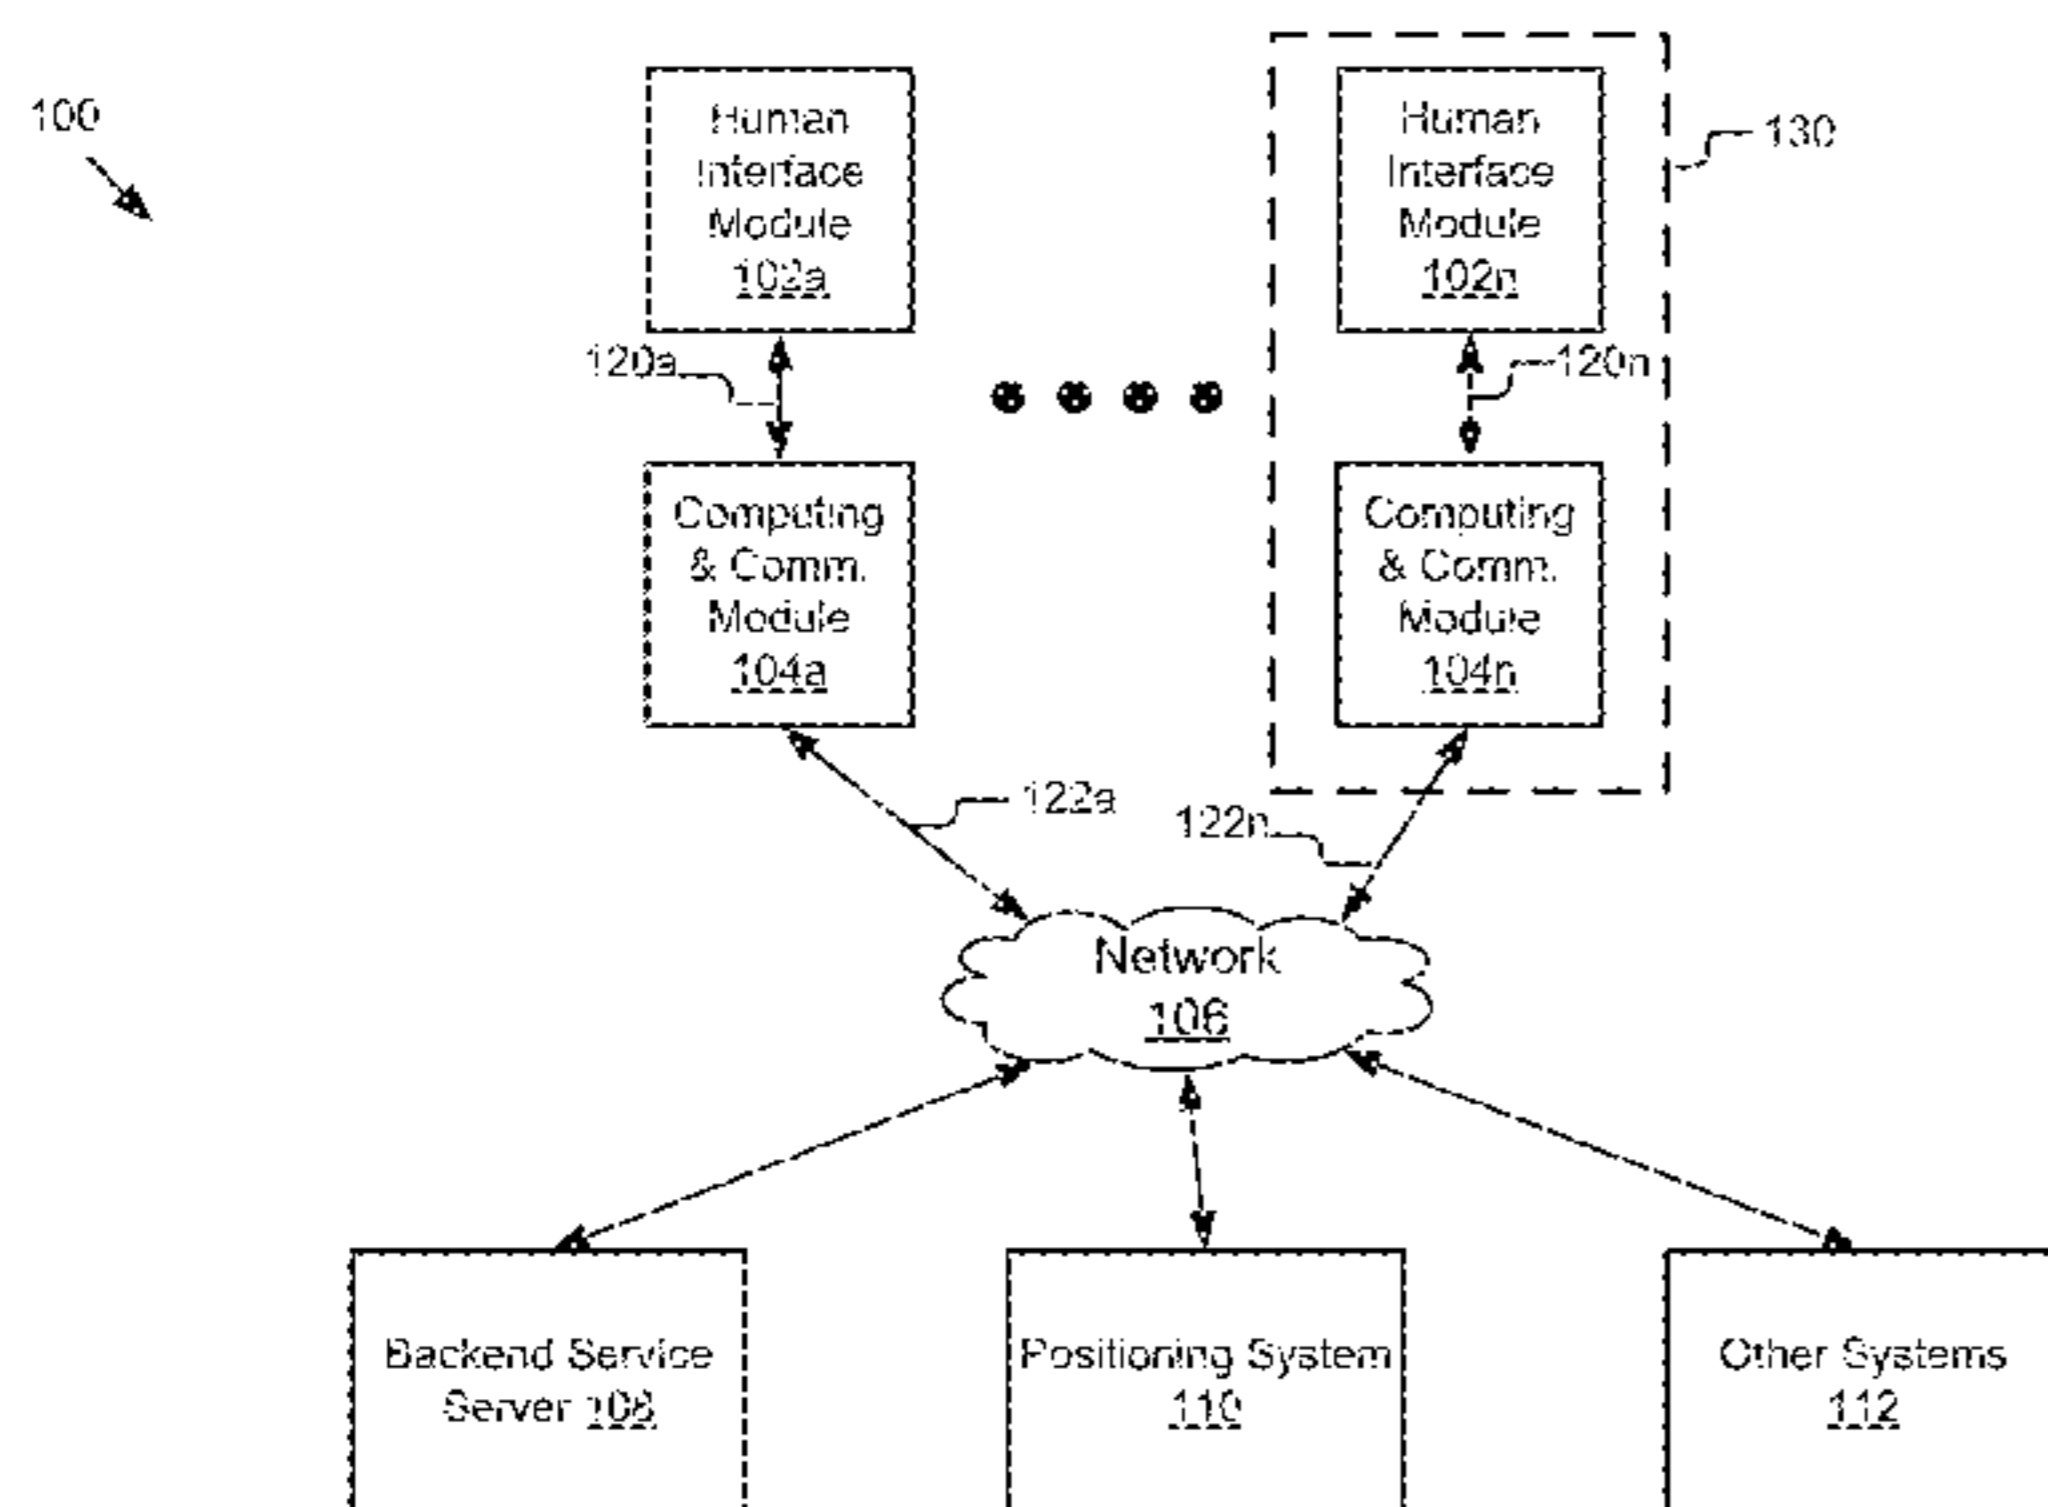 100
Human
Interface
Module
102a
Human
Interface
Module
102n
130
120a
120n
Computing
& Comm.
Module
104a
Computing
& Comm.
Module
104n
122a
122n
Network
106
Backend Service
Server 108
Positioning System
110
Other Systems
112